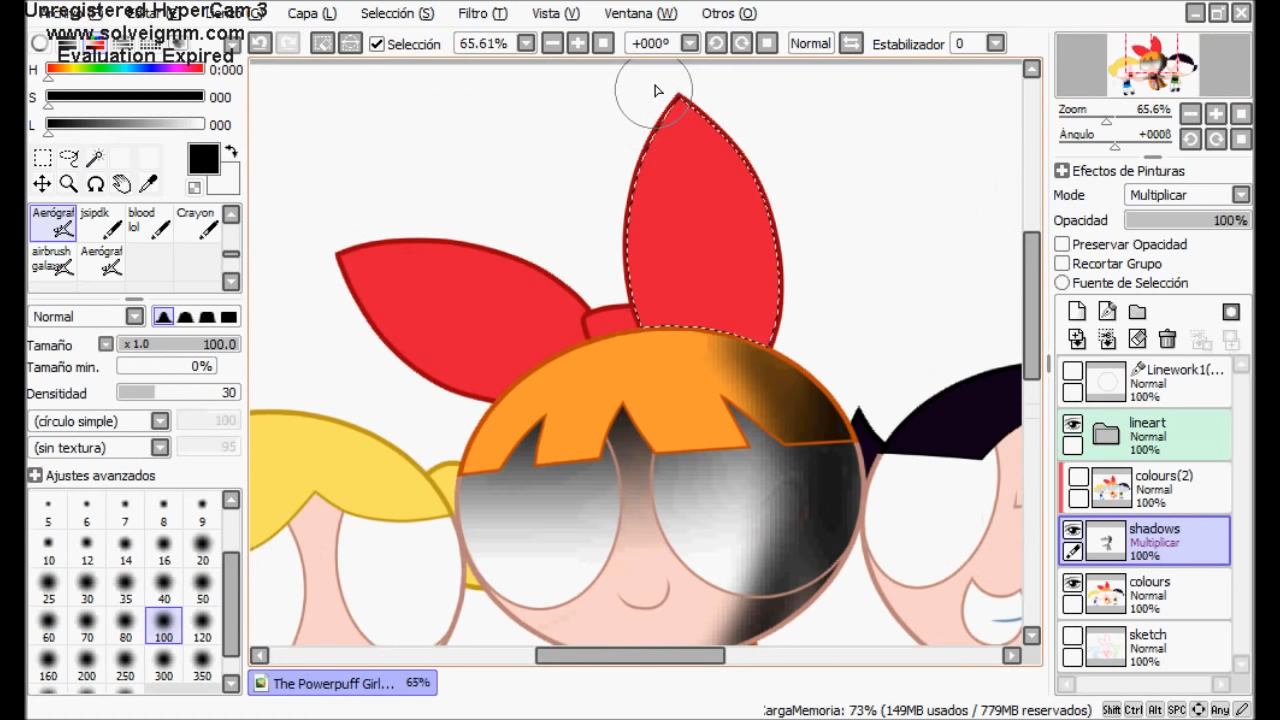 Unregistered HyperCam 3
www.solveigmm.com
Evaluation Expired
Capa (L)
Selección (S)
Filtro (T)
Vista (V)
Ventana (W)
Otros (O)
Selección
65.61%
+000º
Normal
Estabilizador
0
H
0:000
S
000
L
000
Aerógraf
jsipdk
blood lol
Crayon
airbrush galax
Aerógraf
Normal
Tamaño
x 1.0
100.0
Tamaño min.
0%
Densitidad
30
(círculo simple)
100
(sin textura)
95
Ajustes avanzados
5 6 7 8 9
10 12 14 16 20
25 30 35 40 50
60 70 80 100 120
160 200 250 300 350
The Powerpuff Girl...
65%
Zoom
65.6%
Ángulo
Efectos de Pinturas
Mode
Multiplicar
Opacidad
100%
Preservar Opacidad
Recortar Grupo
Fuente de Selección
Linework1(...
Normal
100%
lineart
Normal
100%
colours(2)
Normal
100%
shadows
Multiplicar
100%
colours
Normal
100%
sketch
Normal
100%
CargaMemoria: 73% (149MB usados / 779MB reservados)
Shift Ctrl Alt SPC Any